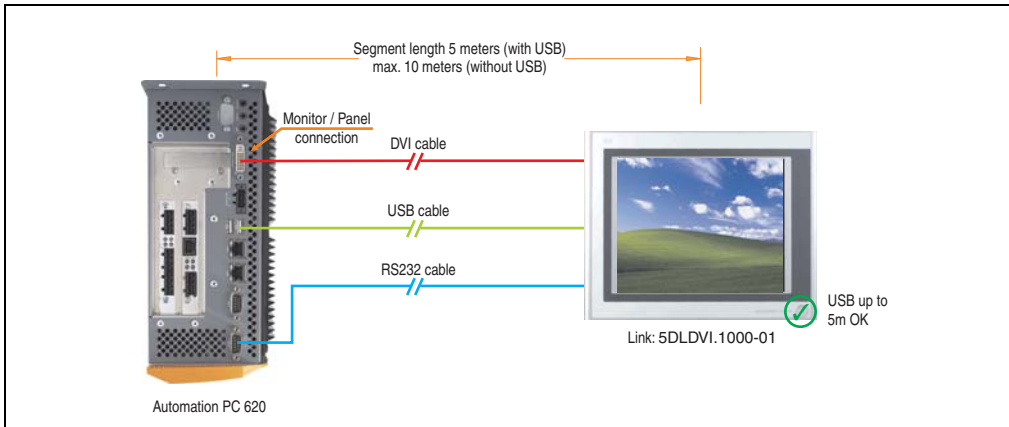 Segment length 5 meters (with USB)
max. 10 meters (without USB)
Monitor / Panel
connection
DVI cable
USB cable
RS232 cable
USB up to
5m OK
Link: 5DLDVI.1000-01
Automation PC 620